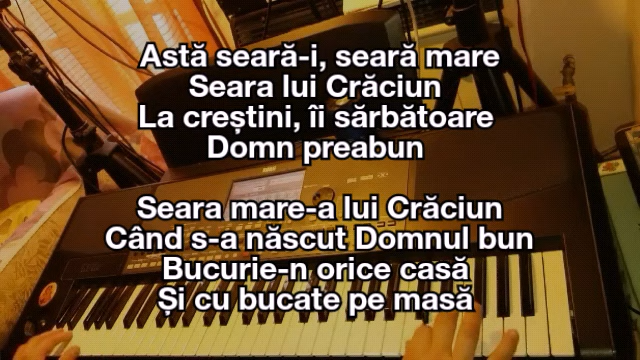 Astă seară-i, seară mare
Seara lui Crăciun
La creștini, îi sărbătoare
Domn preabun
Seara mare-a lui Crăciun
Când s-a născut Domnul bun
Bucurie-n orice casă
Și cu bucate pe masă